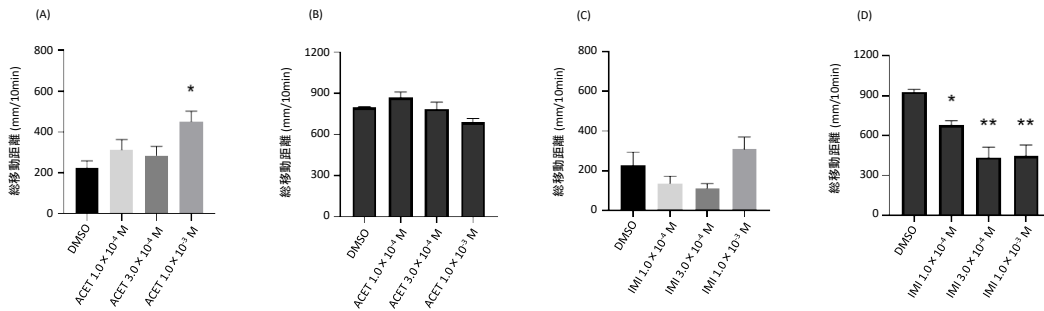 (A)
総移動距離 (mm/10min)
800
600
400
200
0
*
DMSO
ACET 1.0×10⁻⁴ M
ACET 3.0×10⁻⁴ M
ACET 1.0×10⁻³ M
(B)
総移動距離 (mm/10min)
1200
900
600
300
0
DMSO
ACET 1.0×10⁻⁴ M
ACET 3.0×10⁻⁴ M
ACET 1.0×10⁻³ M
(C)
総移動距離 (mm/10min)
800
600
400
200
0
DMSO
IMI 1.0×10⁻⁴ M
IMI 3.0×10⁻⁴ M
IMI 1.0×10⁻³ M
(D)
総移動距離 (mm/10min)
1200
900
600
300
0
*
**
**
DMSO
IMI 1.0×10⁻⁴ M
IMI 3.0×10⁻⁴ M
IMI 1.0×10⁻³ M